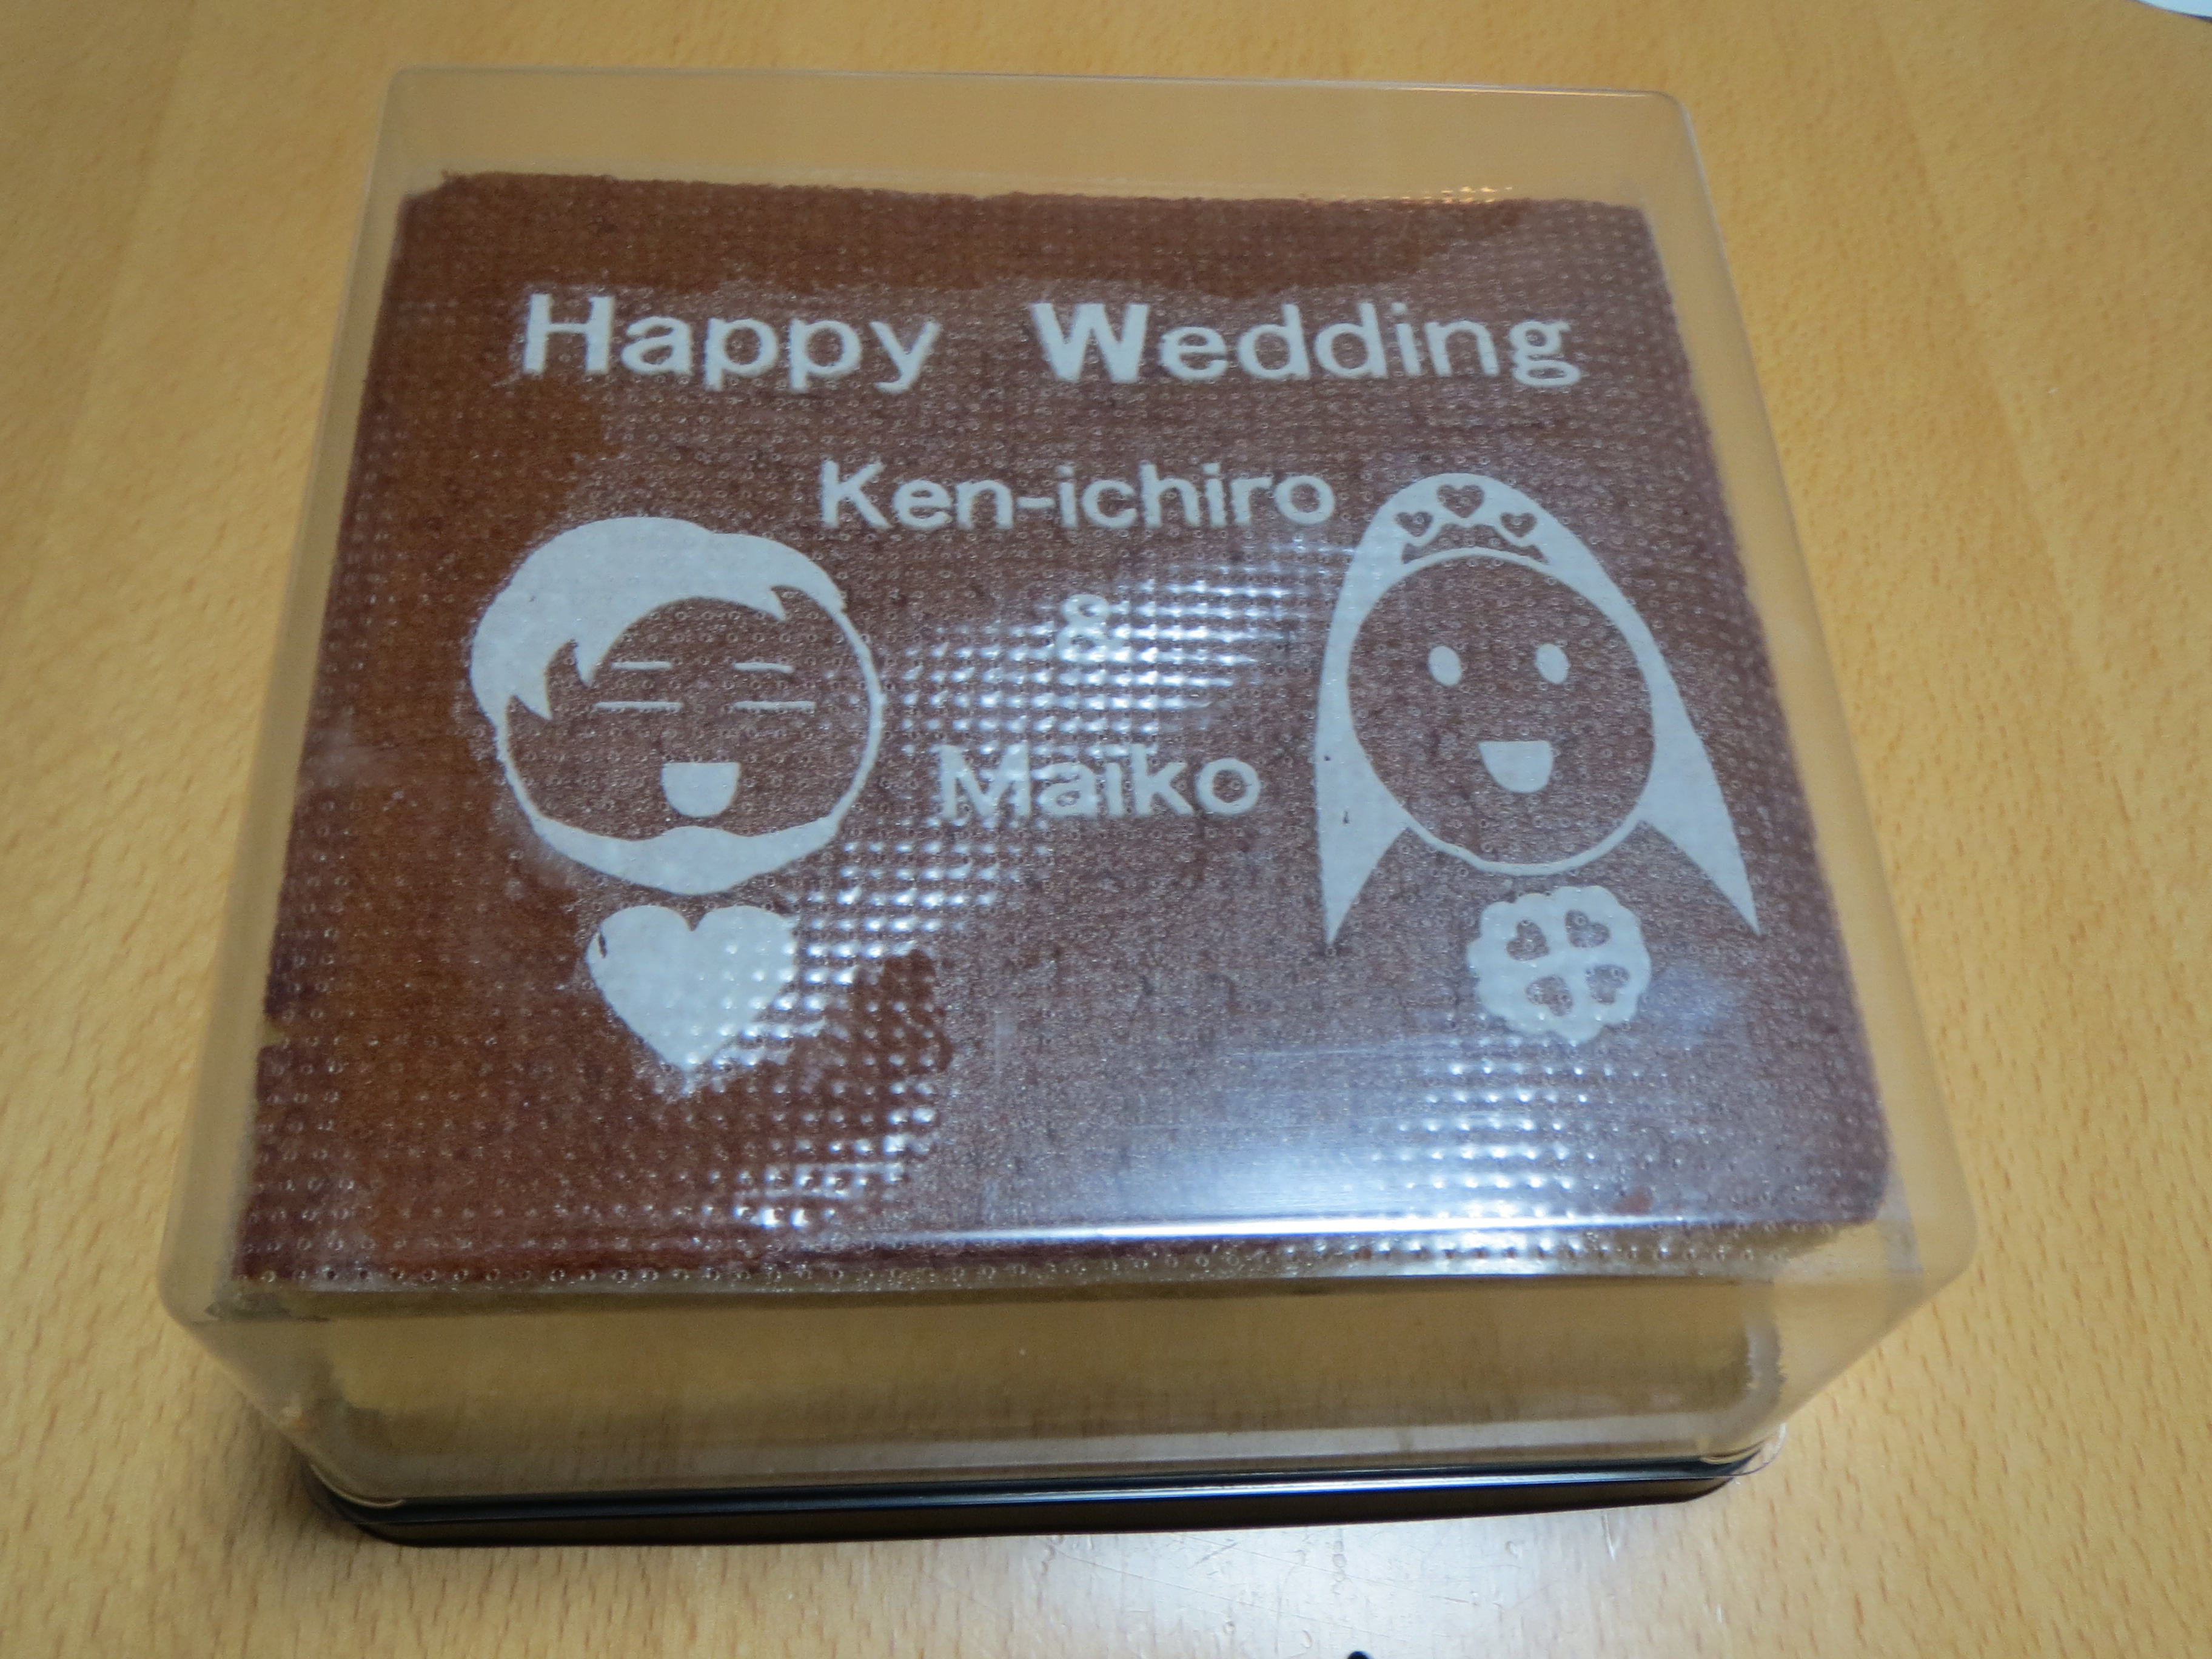 Happy Wedding
Ken-ichiro
&
Maiko